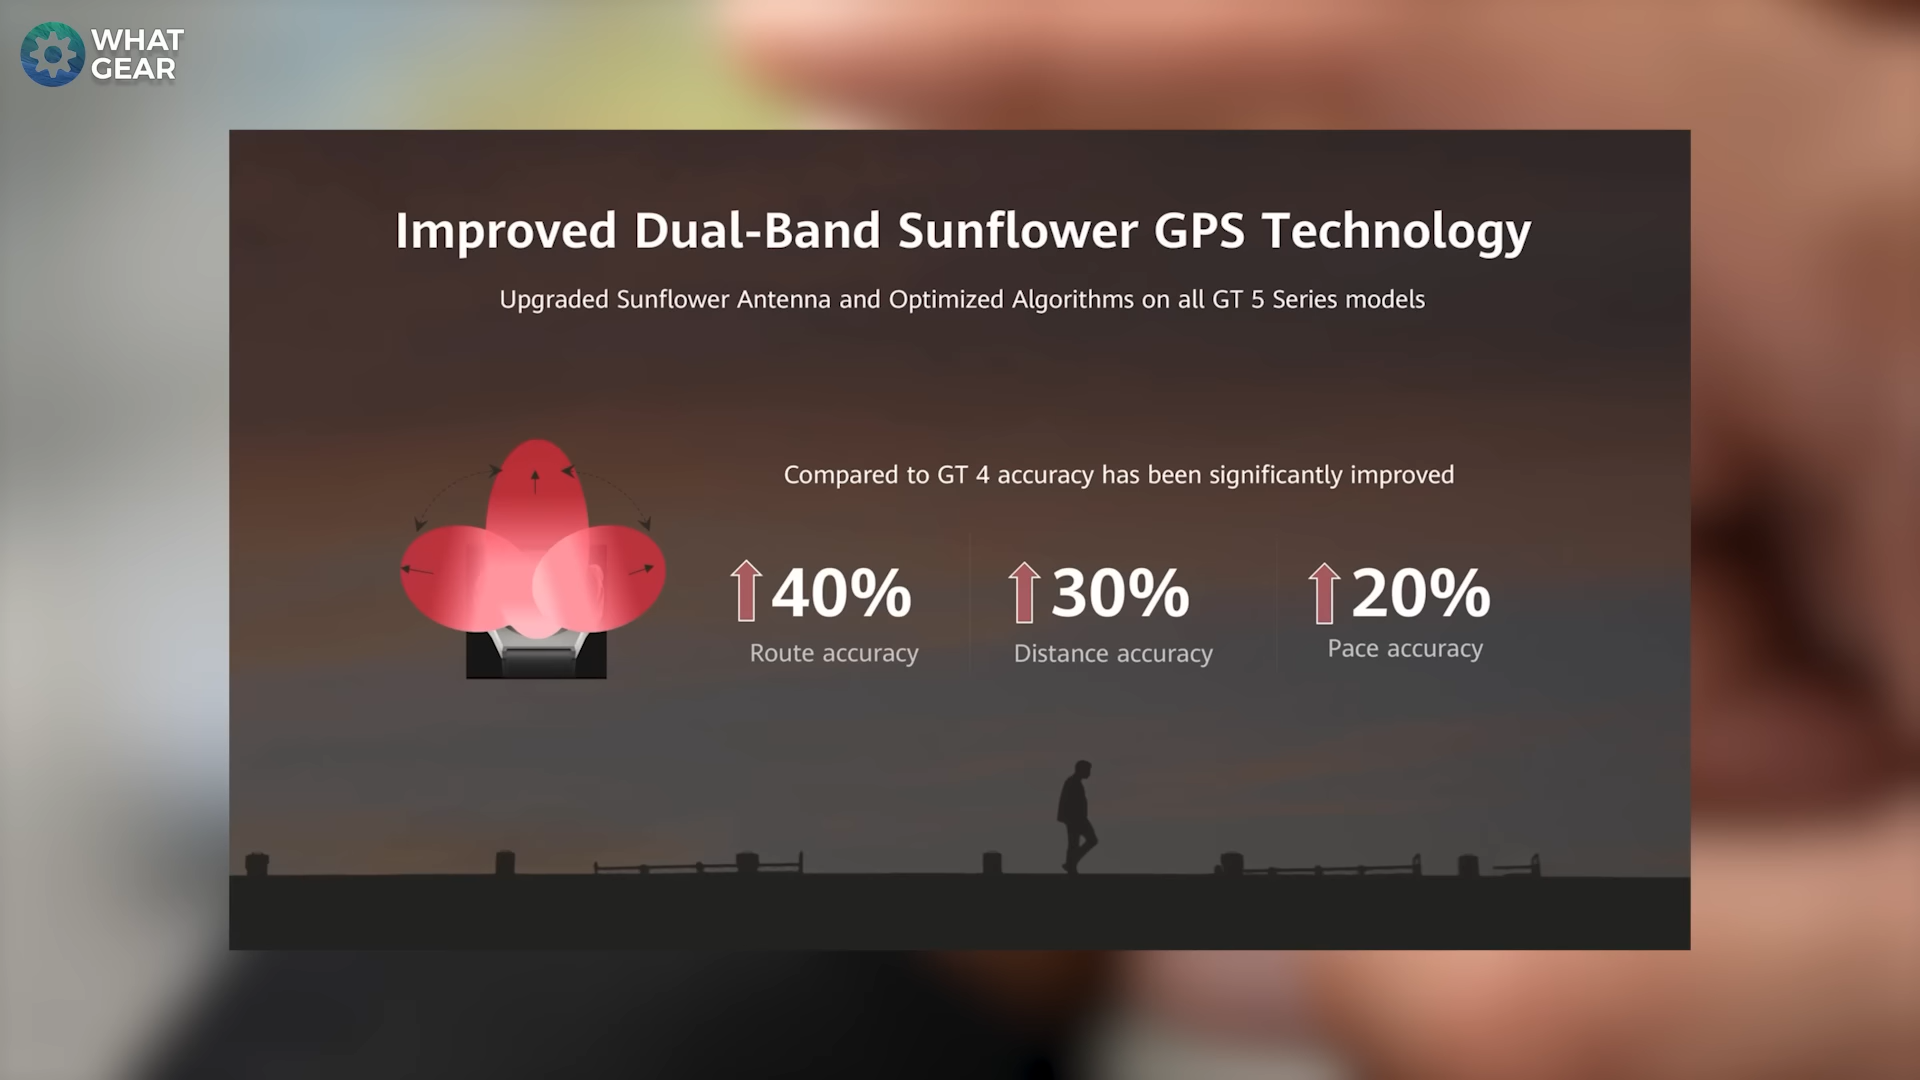 WHAT
GEAR
Improved Dual-Band Sunflower GPS Technology
Upgraded Sunflower Antenna and Optimized Algorithms on all GT 5 Series models
Compared to GT 4 accuracy has been significantly improved
40% 30% 20%
Route accuracy Distance accuracy Pace accuracy